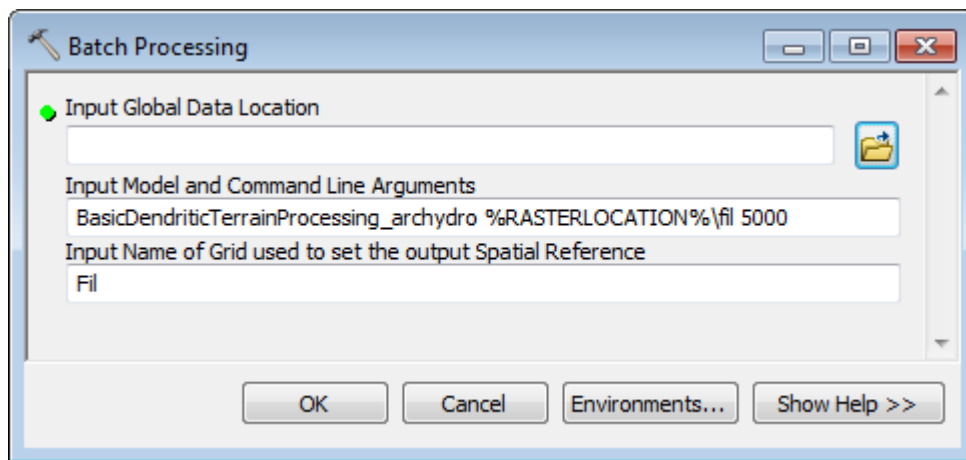 Batch Processing
Input Global Data Location
Input Model and Command Line Arguments
BasicDendriticTerrainProcessing_archydro %RASTERLOCATION%\fil 5000
Input Name of Grid used to set the output Spatial Reference
Fil
OK Cancel Environments... Show Help >>